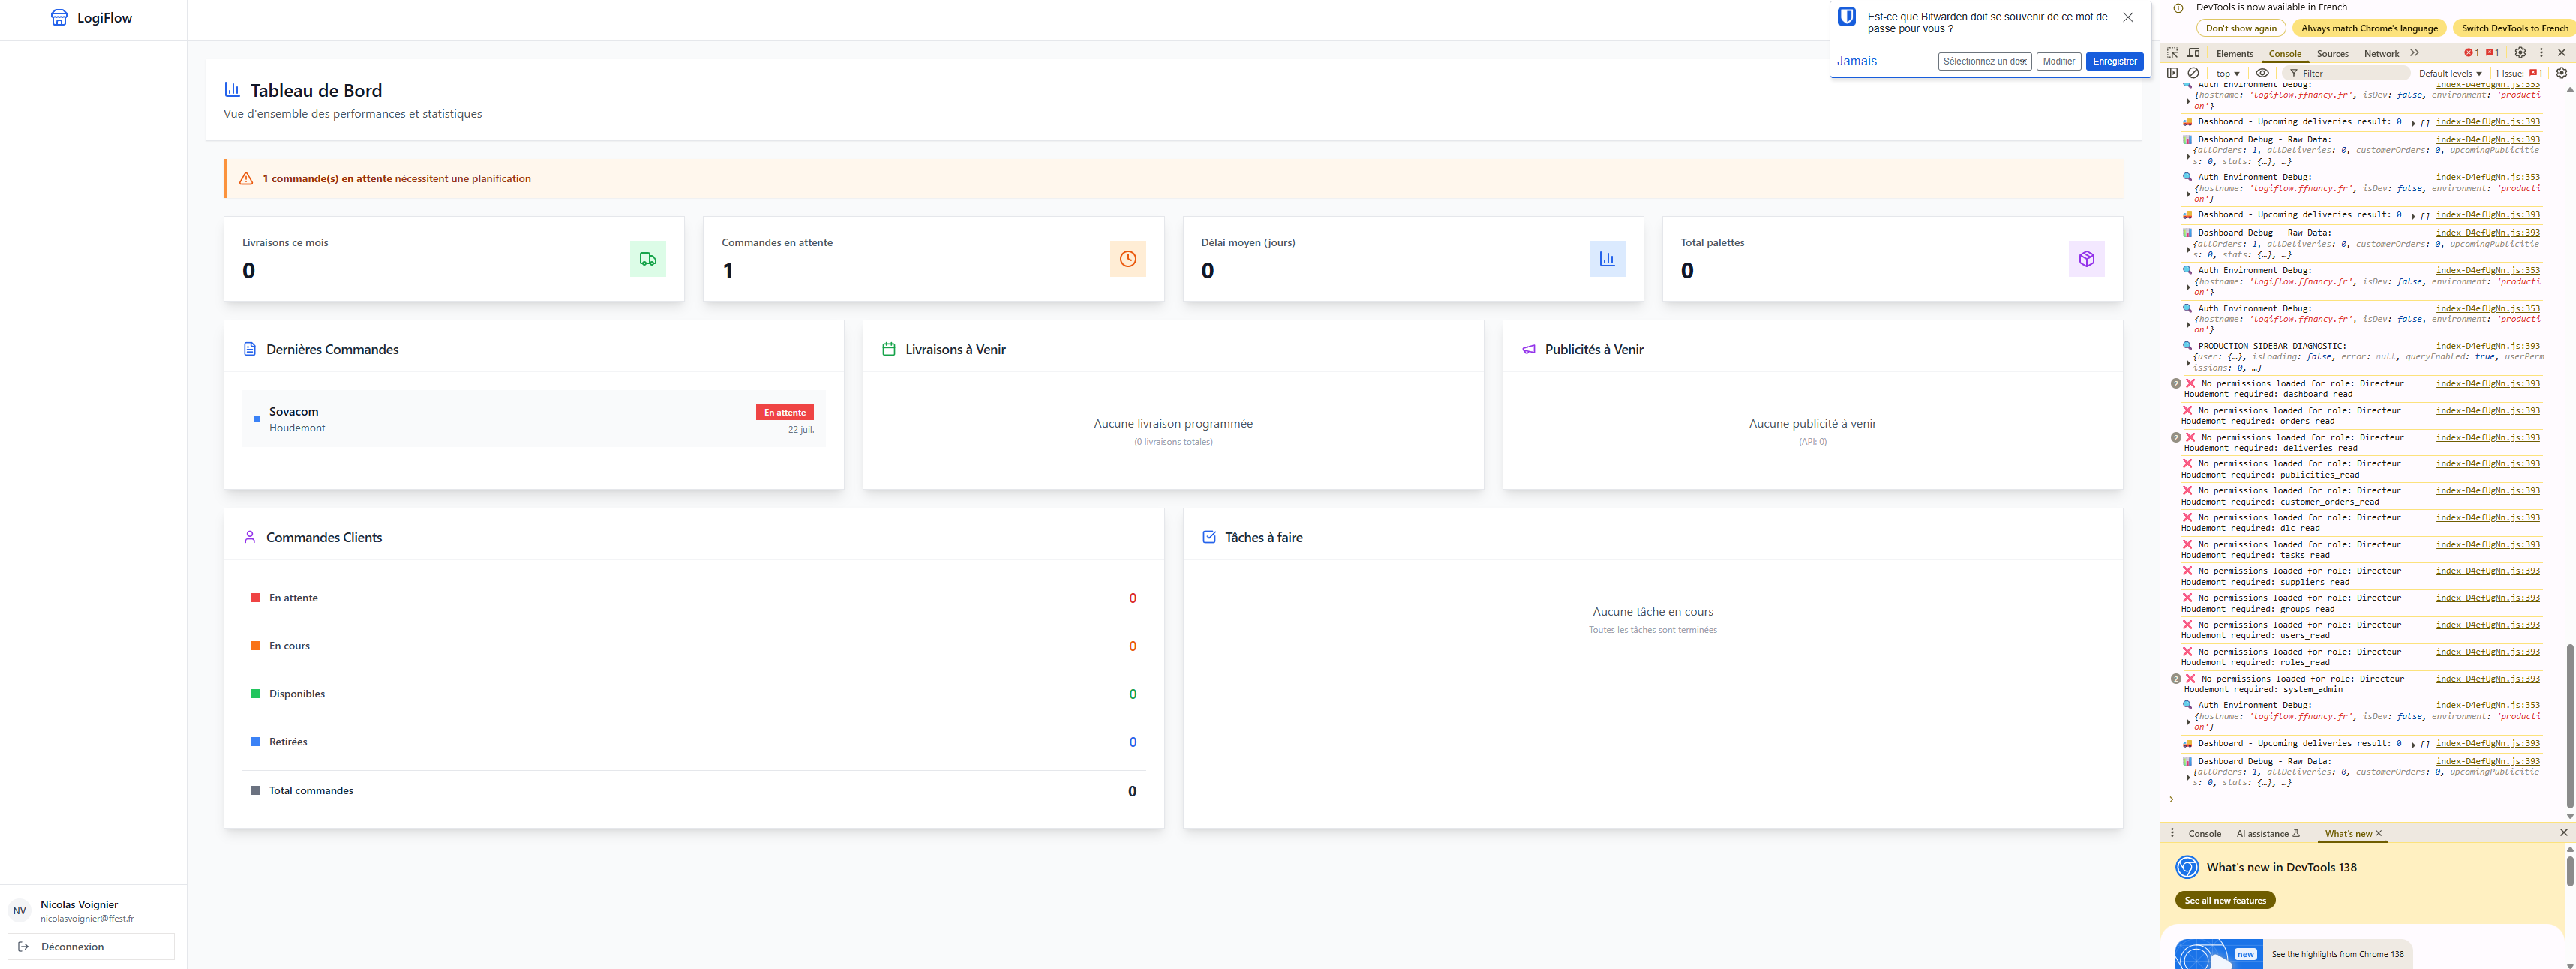 LogiFlow
Tableau de Bord
Vue d'ensemble des performances et statistiques
1 commande(s) en attente nécessitent une planification
Livraisons ce mois
0
Commandes en attente
1
Délai moyen (jours)
0
Total palettes
0
Dernières Commandes
Sovacom
Houdemont
En attente
22 juil.
Livraisons à Venir
Aucune livraison programmée
(0 livraisons totales)
Publicités à Venir
Aucune publicité à venir
(API: 0)
Commandes Clients
En attente 0
En cours 0
Disponibles 0
Retirées 0
Total commandes 0
Tâches à faire
Aucune tâche en cours
Toutes les tâches sont terminées
NV
Nicolas Voignier
nicolasvoignier@ffest.fr
Déconnexion
Est-ce que Bitwarden doit se souvenir de ce mot de
passe pour vous ?
Jamais
Sélectionnez un dos
Modifier
Enregistrer
DevTools is now available in French
Don't show again
Always match Chrome's language
Switch DevTools to French
Elements Console Sources Network 1 1
top Filter Default levels 1 Issue: 1
Auth Environment Debug: index-D4efUgNn.js:353
{hostname: 'logiflow.ffnancy.fr', isDev: false, environment: 'producti
on'}
Dashboard - Upcoming deliveries result: 0 [] index-D4efUgNn.js:393
Dashboard Debug - Raw Data: index-D4efUgNn.js:393
{allOrders: 1, allDeliveries: 0, customerOrders: 0, upcomingPublicitie
s: 0, stats: {…}, …}
Auth Environment Debug: index-D4efUgNn.js:353
{hostname: 'logiflow.ffnancy.fr', isDev: false, environment: 'producti
on'}
Dashboard - Upcoming deliveries result: 0 [] index-D4efUgNn.js:393
Dashboard Debug - Raw Data: index-D4efUgNn.js:393
{allOrders: 1, allDeliveries: 0, customerOrders: 0, upcomingPublicitie
s: 0, stats: {…}, …}
Auth Environment Debug: index-D4efUgNn.js:353
{hostname: 'logiflow.ffnancy.fr', isDev: false, environment: 'producti
on'}
Auth Environment Debug: index-D4efUgNn.js:353
{hostname: 'logiflow.ffnancy.fr', isDev: false, environment: 'producti
on'}
PRODUCTION SIDEBAR DIAGNOSTIC: index-D4efUgNn.js:393
{user: {…}, isLoading: false, error: null, queryEnabled: true, userPerm
issions: 0, …}
2 No permissions loaded for role: Directeur index-D4efUgNn.js:393
Houdemont required: dashboard_read
No permissions loaded for role: Directeur index-D4efUgNn.js:393
Houdemont required: orders_read
2 No permissions loaded for role: Directeur index-D4efUgNn.js:393
Houdemont required: deliveries_read
No permissions loaded for role: Directeur index-D4efUgNn.js:393
Houdemont required: publicities_read
No permissions loaded for role: Directeur index-D4efUgNn.js:393
Houdemont required: customer_orders_read
No permissions loaded for role: Directeur index-D4efUgNn.js:393
Houdemont required: dlc_read
No permissions loaded for role: Directeur index-D4efUgNn.js:393
Houdemont required: tasks_read
No permissions loaded for role: Directeur index-D4efUgNn.js:393
Houdemont required: suppliers_read
No permissions loaded for role: Directeur index-D4efUgNn.js:393
Houdemont required: groups_read
No permissions loaded for role: Directeur index-D4efUgNn.js:393
Houdemont required: users_read
No permissions loaded for role: Directeur index-D4efUgNn.js:393
Houdemont required: roles_read
2 No permissions loaded for role: Directeur index-D4efUgNn.js:393
Houdemont required: system_admin
Auth Environment Debug: index-D4efUgNn.js:353
{hostname: 'logiflow.ffnancy.fr', isDev: false, environment: 'producti
on'}
Dashboard - Upcoming deliveries result: 0 [] index-D4efUgNn.js:393
Dashboard Debug - Raw Data: index-D4efUgNn.js:393
{allOrders: 1, allDeliveries: 0, customerOrders: 0, upcomingPublicitie
s: 0, stats: {…}, …}
Console AI assistance What's new
What's new in DevTools 138
See all new features
new
See the highlights from Chrome 138